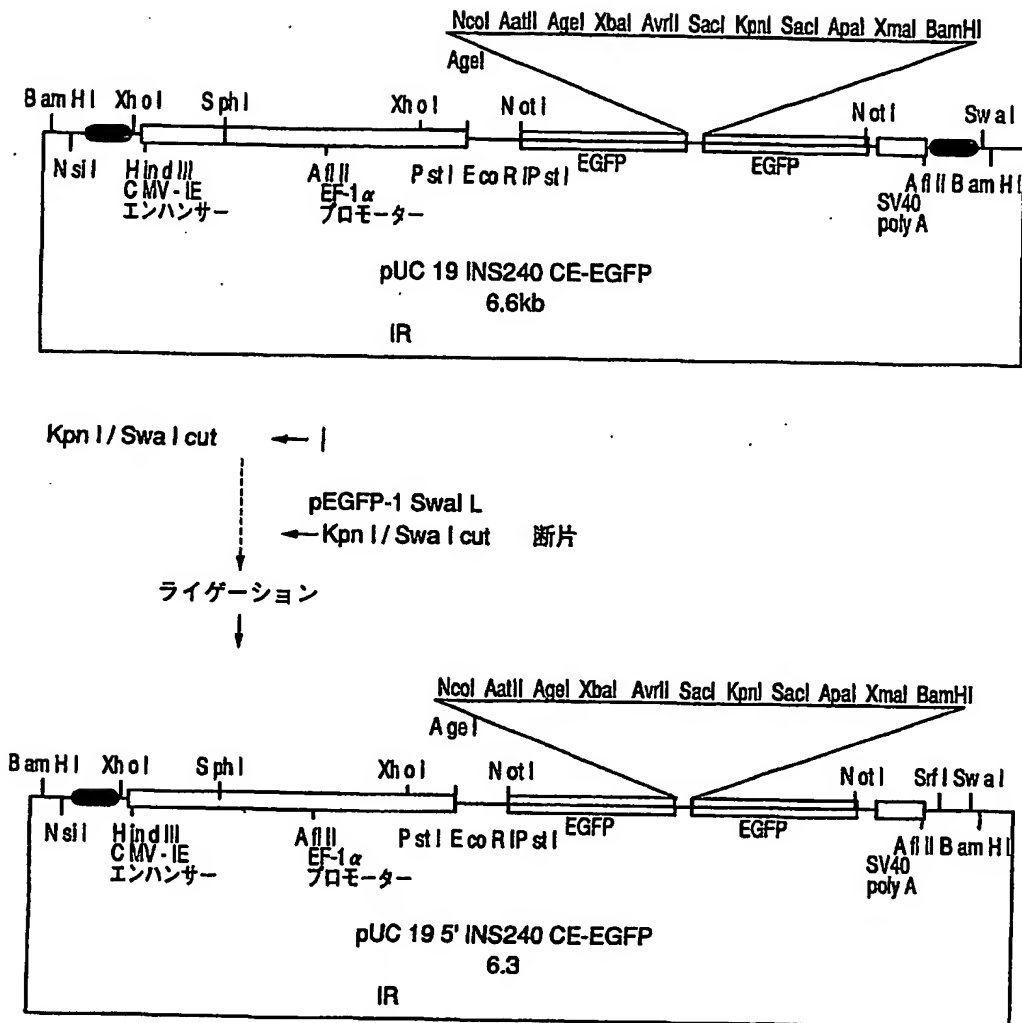 NcoI AatII AgeI XbaI AvrII SacI KpnI SacI ApaI XmaI BamHI
AgeI
BamHI XhoI SphI XhoI NotI NotI SwaI
EGFP EGFP
NsiI HindIII AflII PstI EcoRI PstI AflII BamHI
CMV-IE EF-1α SV40
エンハンサー プロモーター poly A
pUC 19 INS240 CE-EGFP
6.6kb
IR
Kpn I / Swa I cut ← I
pEGFP-1 SwaI L
←Kpn I / Swa I cut 断片
ライゲーション
NcoI AatII AgeI XbaI AvrII SacI KpnI SacI ApaI XmaI BamHI
AgeI
BamHI XhoI SphI XhoI NotI NotI SrfI SwaI
EGFP EGFP
NsiI HindIII AflII PstI EcoRI PstI AflII BamHI
CMV-IE EF-1α SV40
エンハンサー プロモーター poly A
pUC 19 5' INS240 CE-EGFP
6.3
IR